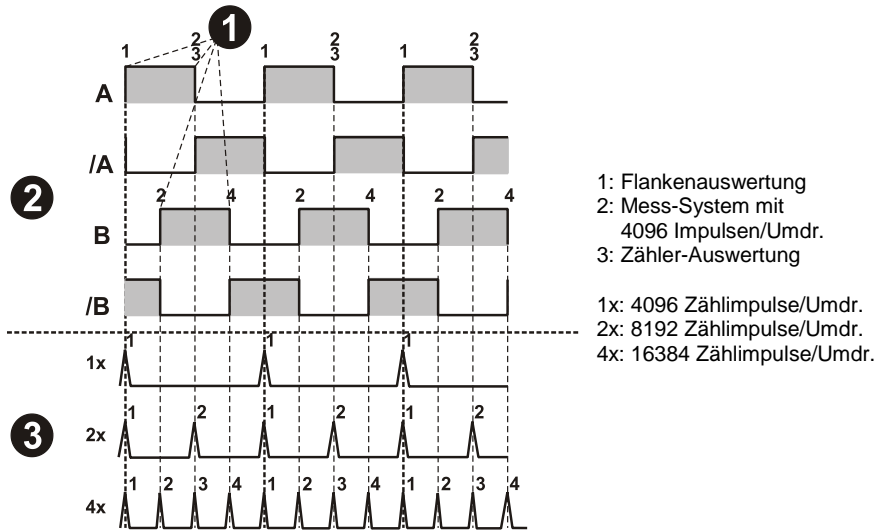 1
1 2 3 1 2 3 1 2 3
A
/A
2
2 4 2 4 2 4
B
/B
1x
1 1 1
3
2x
1 2 1 2 1 2
4x
1 2 3 4 1 2 3 4 1 2 3 4
1: Flankenauswertung
2: Mess-System mit
4096 Impulsen/Umdr.
3: Zähler-Auswertung
1x: 4096 Zählimpulse/Umdr.
2x: 8192 Zählimpulse/Umdr.
4x: 16384 Zählimpulse/Umdr.